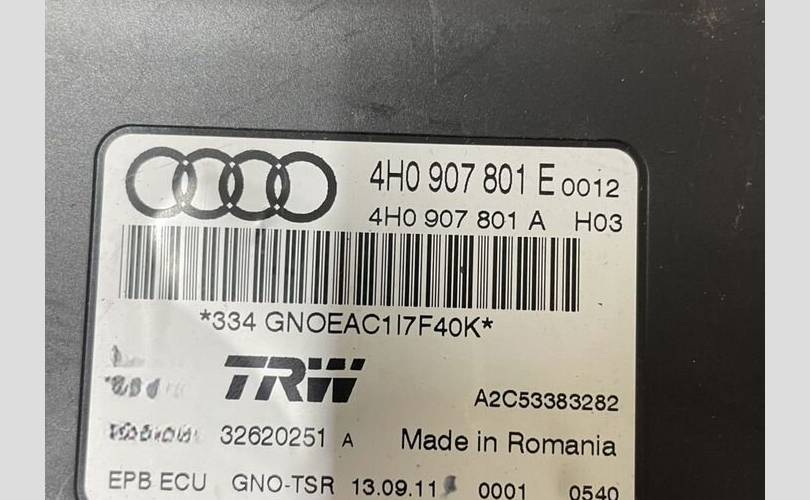 4H0 907 801 E 0012
4H0 907 801 A H03
*334 GNOEAC1I7F40K*
TRW
A2C53383282
32620251 A Made in Romania
EPB ECU GNO-TSR 13.09.11 0001 0540